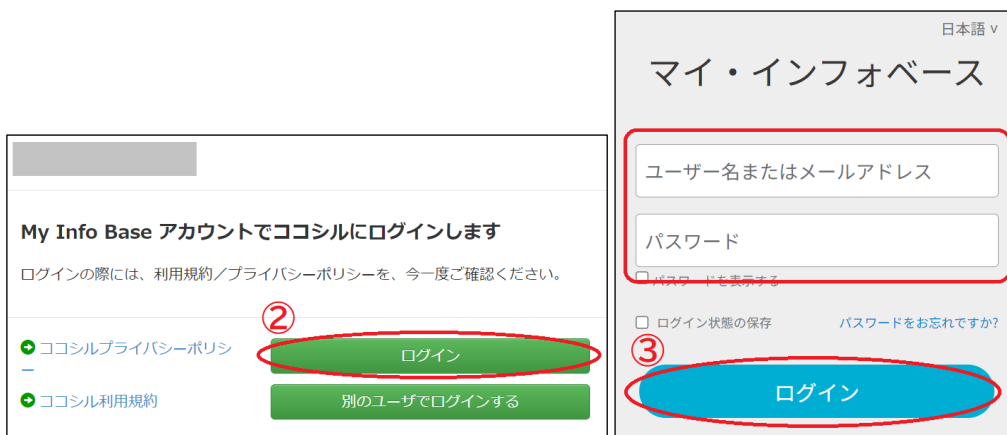 My Info Base アカウントでココシルにログインします
ログインの際には、利用規約／プライバシーポリシーを、今一度ご確認ください。
②
ココシルプライバシーポリシ
ー
ログイン
ココシル利用規約
別のユーザでログインする
日本語 v
マイ・インフォベース
ユーザー名またはメールアドレス
パスワード
パスワードを表示する
ログイン状態の保存
パスワードをお忘れですか?
③
ログイン